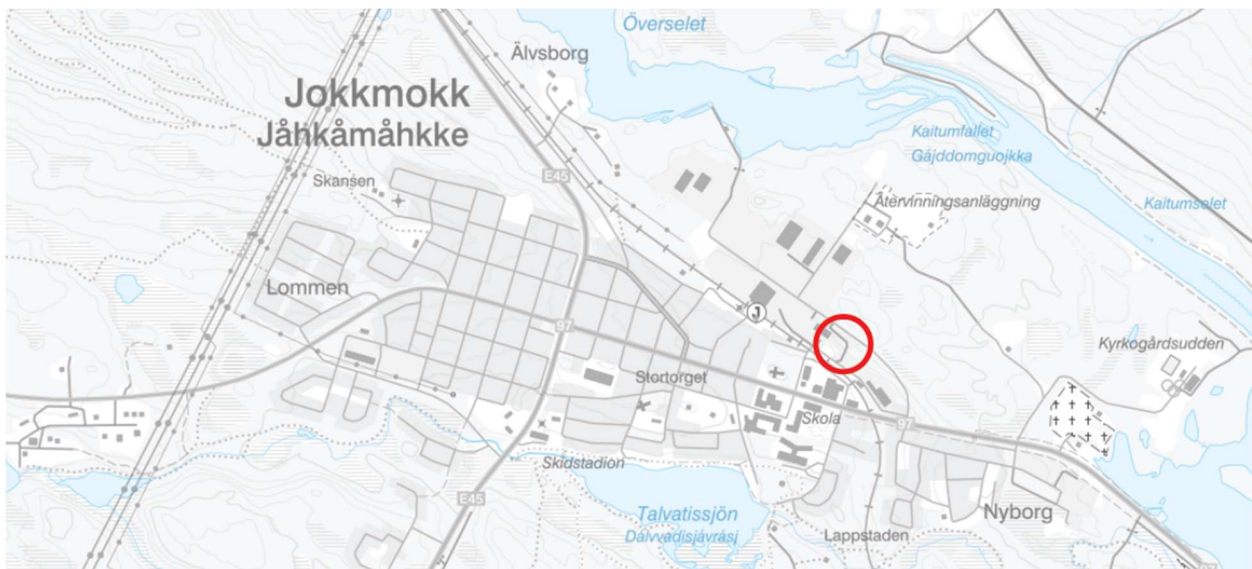 Överselet
Älvsborg
Jokkmokk
Jåhkåmåhkke
Kaitumfallet
Gájddomguojkka
E45
Skansen
Återvinningsanläggning
Kaitumselet
Lommen
J
97
Kyrkogårdsudden
Stortorget
Skola
97
Skidstadion
E45
Talvatissjön
Dálvvadisjávrásj
Nyborg
Lappstaden
97